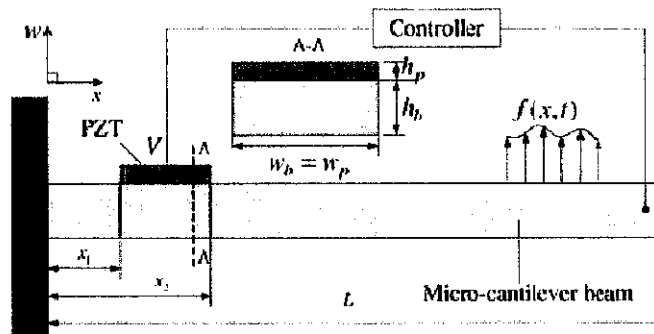 Controller
w
A-A
x
h_p
PZT
V
A
h_b
f(x,t)
w_b = w_p
x_1
A
x_2
L
Micro-cantilever beam